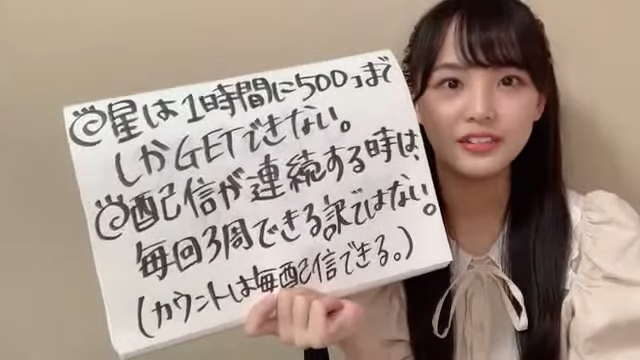 星は1時間に500コまで
しかGETできない。
配信が連続する時は、
毎回3周できる訳ではない。
(カウントは毎配信できる。)